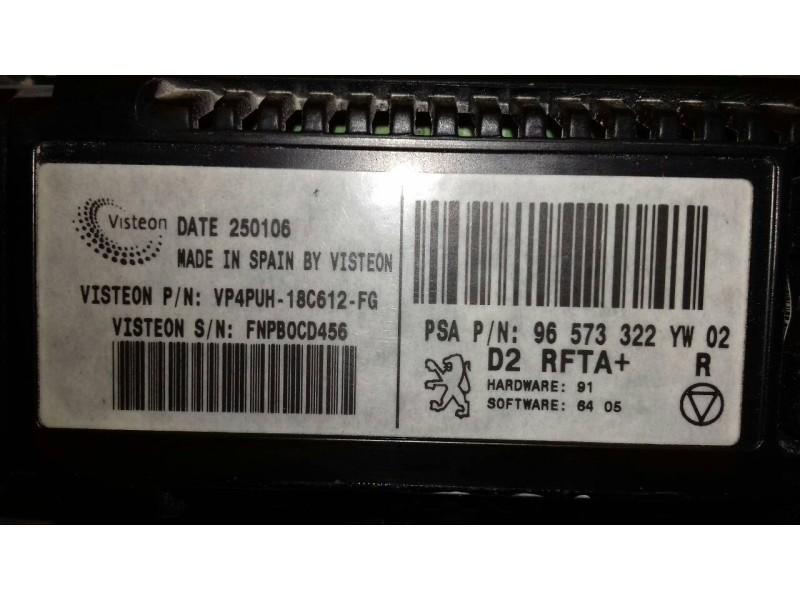 Visteon
DATE 250106
MADE IN SPAIN BY VISTEON
VISTEON P/N: VP4PUH-18C612-FG
VISTEON S/N: FNPB0CD456
PSA P/N: 96 573 322 YW 02
D2 RFTA+ R
HARDWARE: 91
SOFTWARE: 64 05